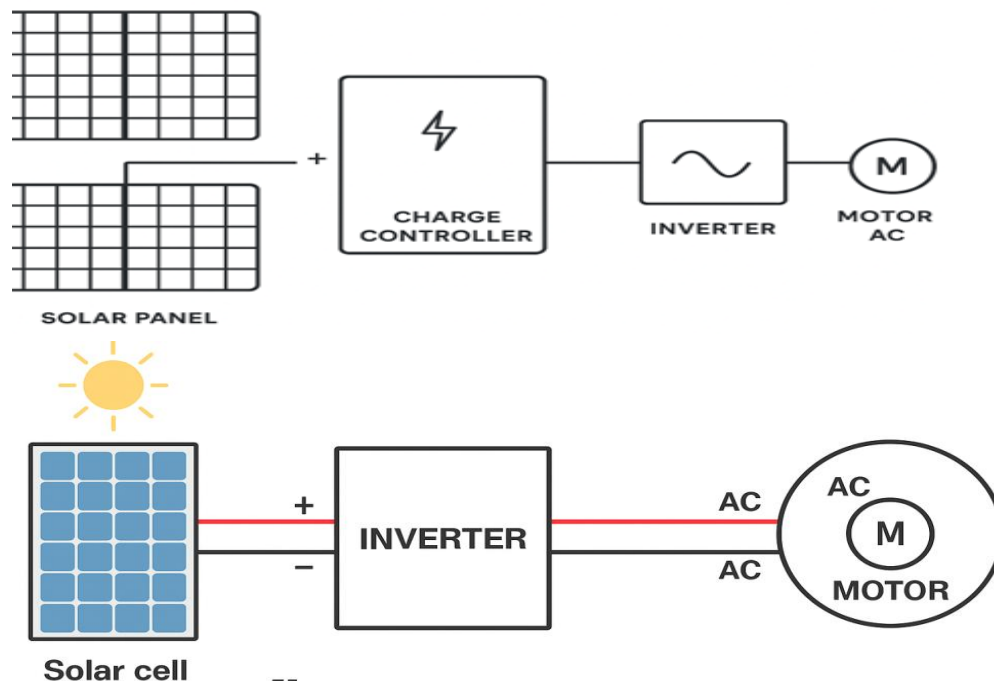 +
CHARGE
CONTROLLER
M
INVERTER
MOTOR
AC
SOLAR PANEL
+
−
INVERTER
AC
AC
AC
M
MOTOR
Solar cell